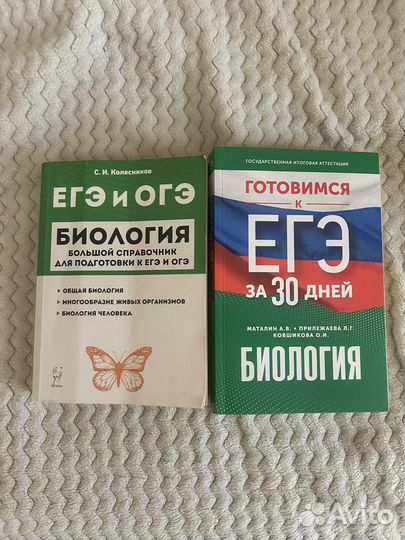 С. И. Колесников
ЕГЭ и ОГЭ
БИОЛОГИЯ
БОЛЬШОЙ СПРАВОЧНИК
ДЛЯ ПОДГОТОВКИ К ЕГЭ И ОГЭ
ОБЩАЯ БИОЛОГИЯ
МНОГООБРАЗИЕ ЖИВЫХ ОРГАНИЗМОВ
БИОЛОГИЯ ЧЕЛОВЕКА
ГОСУДАРСТВЕННАЯ ИТОГОВАЯ АТТЕСТАЦИЯ
ГОТОВИМСЯ
К
ЕГЭ
ЗА 30 ДНЕЙ
МАТАЛИН А.В. • ПРИЛЕЖАЕВА Л.Г.
КОВШИКОВА О.И.
БИОЛОГИЯ
Avito